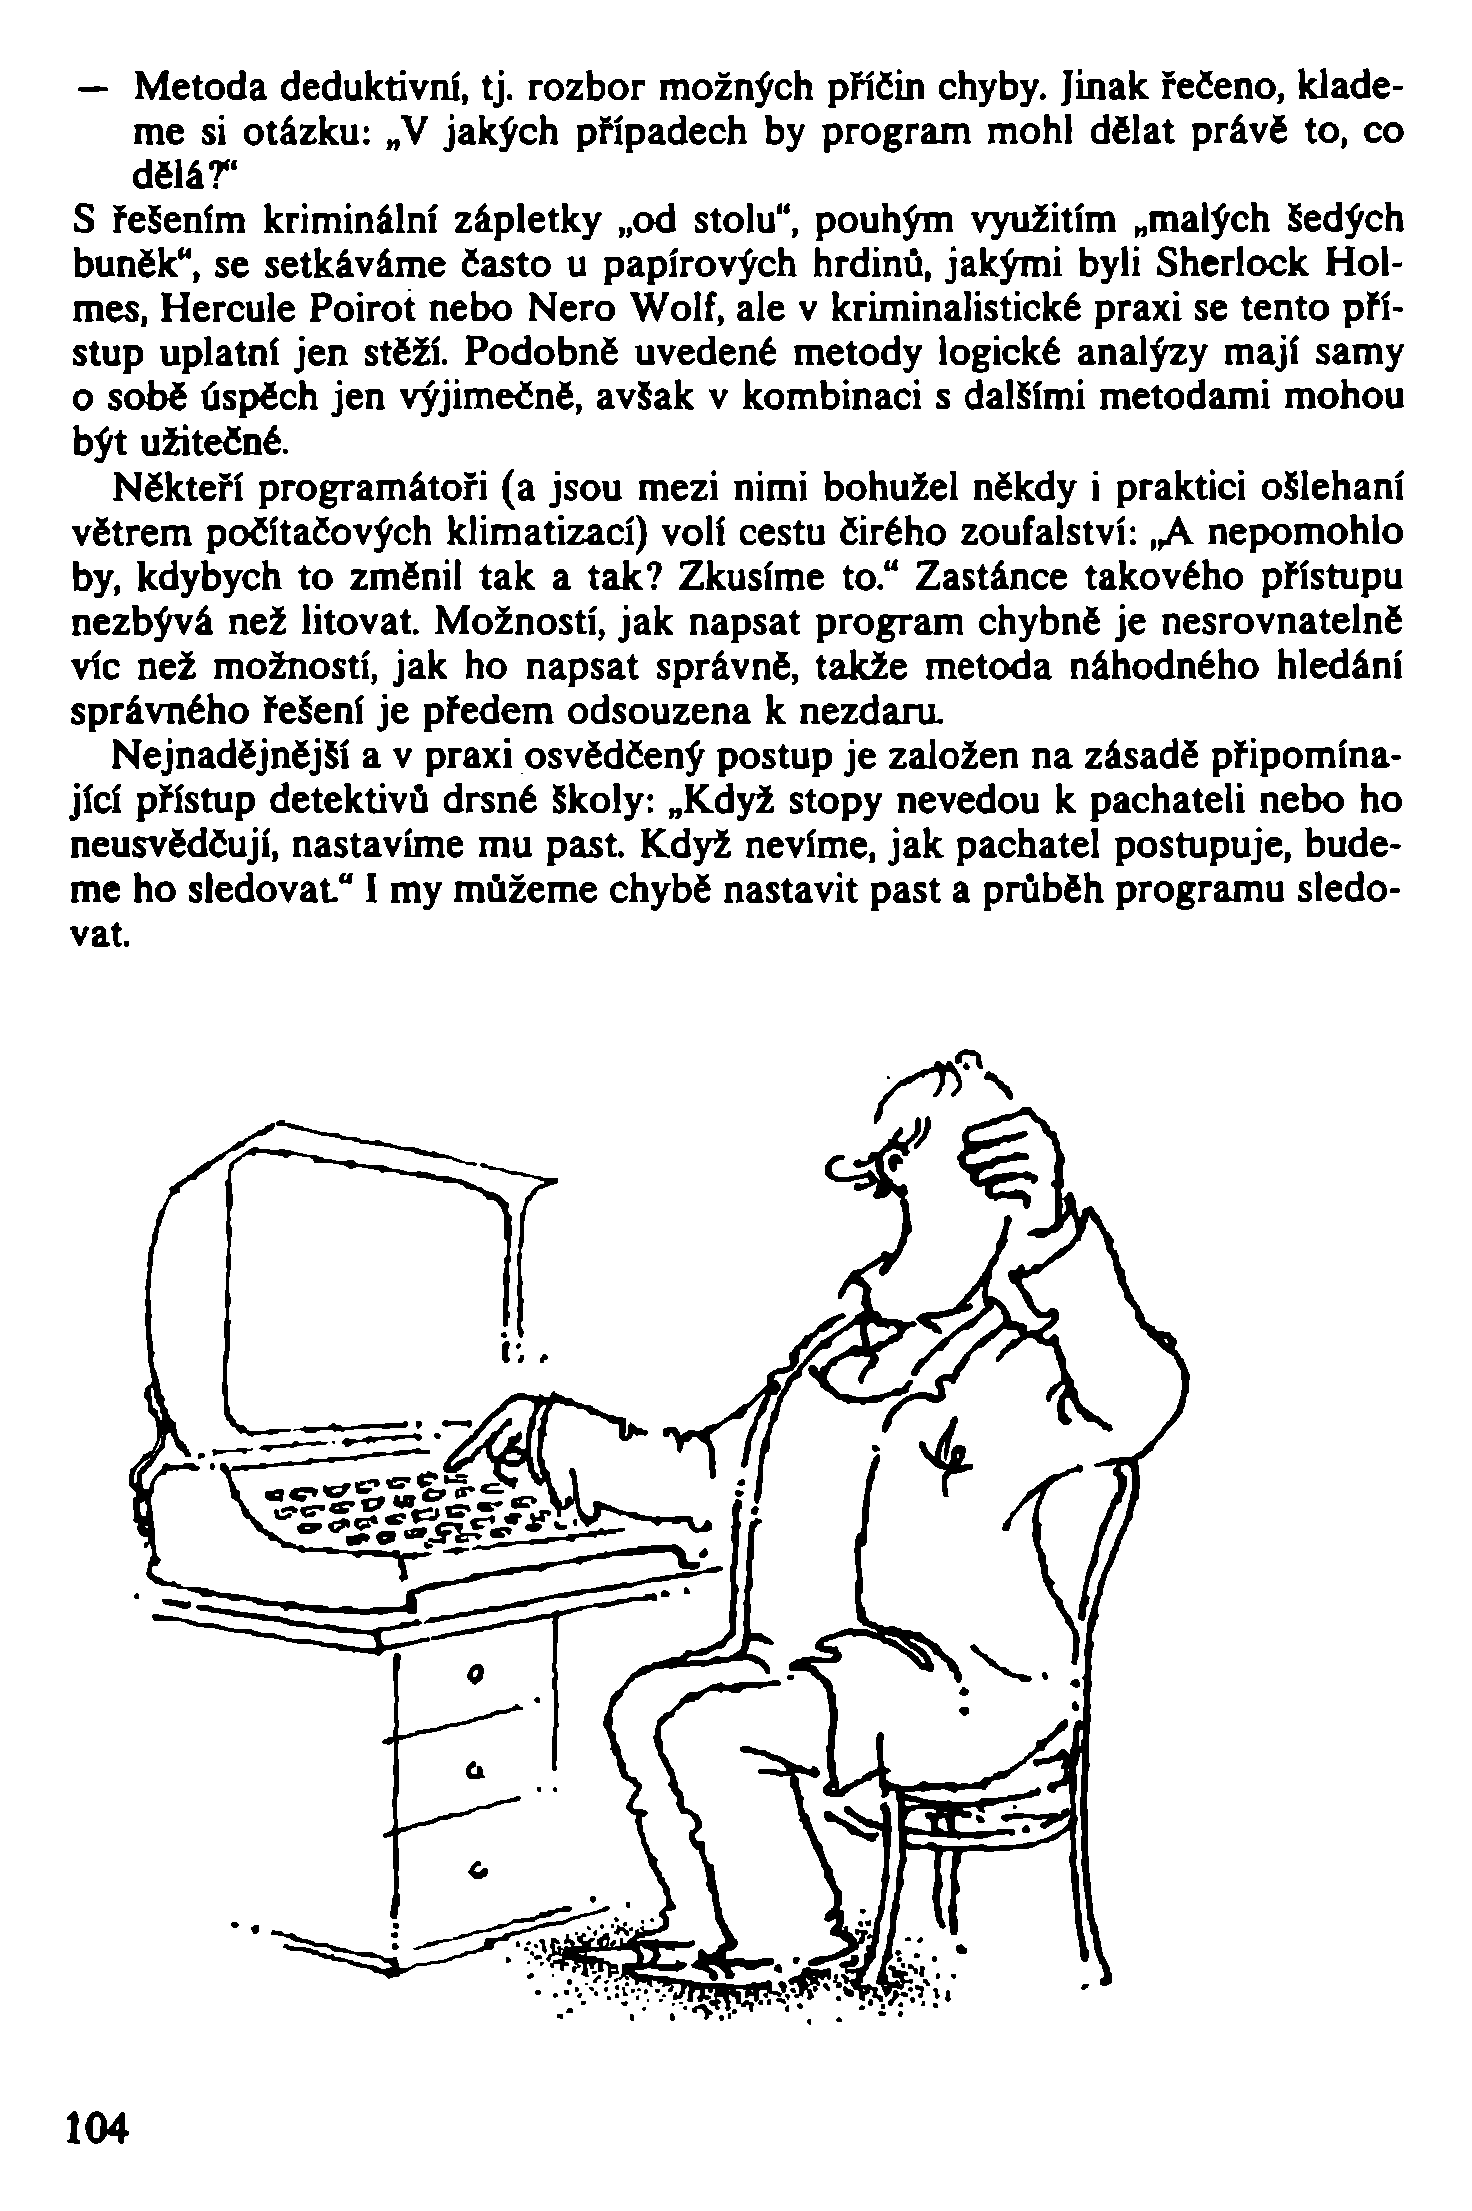 — Metoda deduktivní, tj. rozbor možných příčin chyby. Jinak řečeno, klade-
me si otázku: „V jakých případech by program mohl dělat právě to, co
dělá?“
S řešením kriminální zápletky „od stolu“, pouhým využitím „malých šedých
buněk“, se setkáváme často u papírových hrdinů, jakými byli Sherlock Hol-
mes, Hercule Poirot nebo Nero Wolf, ale v kriminalistické praxi se tento pří-
stup uplatní jen stěží. Podobně uvedené metody logické analýzy mají samy
o sobě úspěch jen výjimečně, avšak v kombinaci s dalšími metodami mohou
být užitečné.
Někteří programátoři (a jsou mezi nimi bohužel někdy i praktici ošlehaní
větrem počítačových klimatizací) volí cestu čirého zoufalství: „A nepomohlo
by, kdybych to změnil tak a tak? Zkusíme to.“ Zastánce takového přístupu
nezbývá než litovat. Možností, jak napsat program chybně je nesrovnatelně
víc než možností, jak ho napsat správně, takže metoda náhodného hledání
správného řešení je předem odsouzena k nezdaru.
Nejnadějnější a v praxi osvědčený postup je založen na zásadě připomína-
jící přístup detektivů drsné školy: „Když stopy nevedou k pachateli nebo ho
neusvědčují, nastavíme mu past. Když nevíme, jak pachatel postupuje, bude-
me ho sledovat.“ I my můžeme chybě nastavit past a průběh programu sledo-
vat.
104